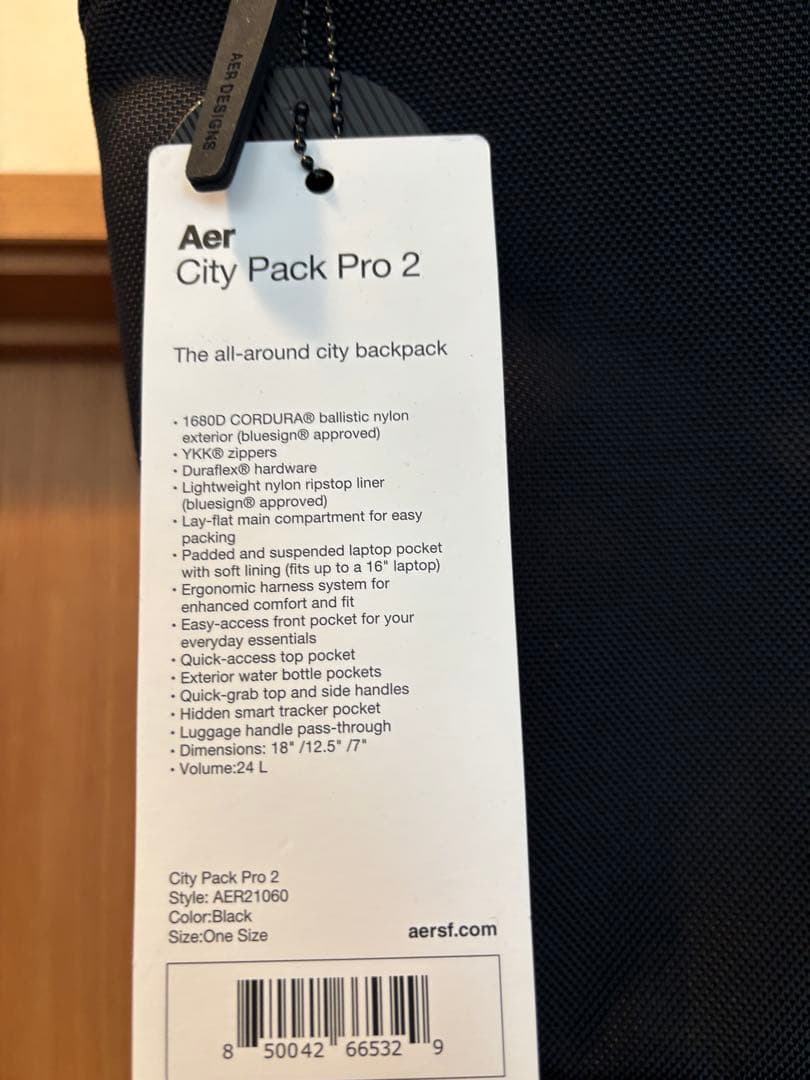 AER DESIGNS
Aer
City Pack Pro 2
The all-around city backpack
• 1680D CORDURA® ballistic nylon
exterior (bluesign® approved)
• YKK® zippers
• Duraflex® hardware
• Lightweight nylon ripstop liner
(bluesign® approved)
• Lay-flat main compartment for easy
packing
• Padded and suspended laptop pocket
with soft lining (fits up to a 16" laptop)
• Ergonomic harness system for
enhanced comfort and fit
• Easy-access front pocket for your
everyday essentials
• Quick-access top pocket
• Exterior water bottle pockets
• Quick-grab top and side handles
• Hidden smart tracker pocket
• Luggage handle pass-through
• Dimensions: 18" /12.5" /7"
• Volume:24 L
City Pack Pro 2
Style: AER21060
Color:Black
Size:One Size
aersf.com
8 50042 66532 9